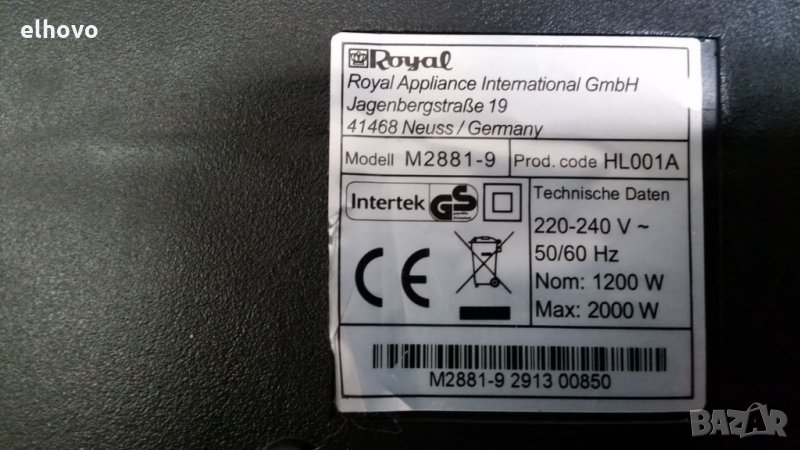 elhovo
Royal
Royal Appliance International GmbH
Jagenbergstraße 19
41468 Neuss / Germany
Modell M2881-9 Prod. code HL001A
Intertek GS Technische Daten
220-240 V ~
50/60 Hz
Nom: 1200 W
Max: 2000 W
CE
M2881-9 2913 00850
BAZAR